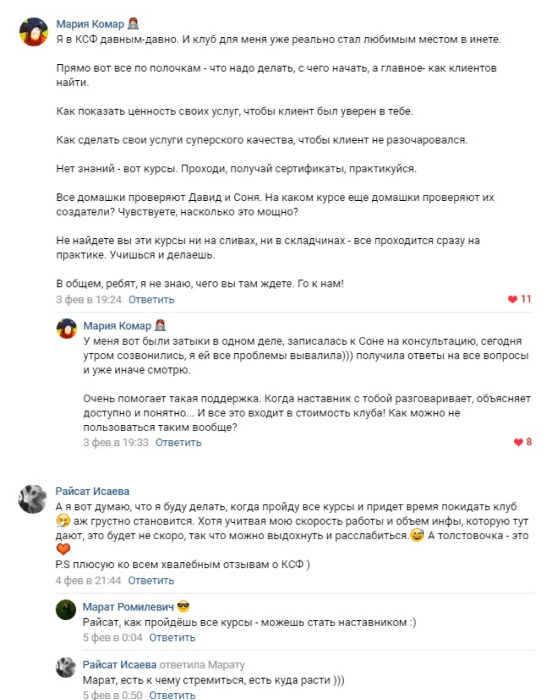 Мария Комар
Я в КСФ давным-давно. И клуб для меня уже реально стал любимым местом в инете.
Прямо вот все по полочкам - что надо делать, с чего начать, а главное- как клиентов
найти.
Как показать ценность своих услуг, чтобы клиент был уверен в тебе.
Как сделать свои услуги суперского качества, чтобы клиент не разочаровался.
Нет знаний - вот курсы. Проходи, получай сертификаты, практикуйся.
Все домашки проверяют Давид и Соня. На каком курсе еще домашки проверяют их
создатели? Чувствуете, насколько это мощно?
Не найдете вы эти курсы ни на сливах, ни в складчинах - все проходится сразу на
практике. Учишься и делаешь.
В общем, ребят, я не знаю, чего вы там ждете. Го к нам!
3 фев в 19:24 Ответить 11
Мария Комар
У меня вот были затыки в одном деле, записалась к Соне на консультацию, сегодня
утром созвонились, я ей все проблемы вывалила))) получила ответы на все вопросы
и уже иначе смотрю.
Очень помогает такая поддержка. Когда наставник с тобой разговаривает, объясняет
доступно и понятно... И все это входит в стоимость клуба! Как можно не
пользоваться таким вообще?
3 фев в 19:33 Ответить 8
Райсат Исаева
А я вот думаю, что я буду делать, когда пройду все курсы и придет время покидать клуб
🤧 аж грустно становится. Хотя учитвая мою скорость работы и объем инфы, которую тут
дают, это будет не скоро, так что можно выдохнуть и расслабиться.😅 А толстовочка - это
❤
P.S плюсую ко всем хвалебным отзывам о КСФ )
4 фев в 21:44 Ответить
Марат Ромилевич 😎
Райсат, как пройдёшь все курсы - можешь стать наставником :)
5 фев в 0:04 Ответить
Райсат Исаева ответила Марату
Марат, есть к чему стремиться, есть куда расти )))
5 фев в 0:50 Ответить